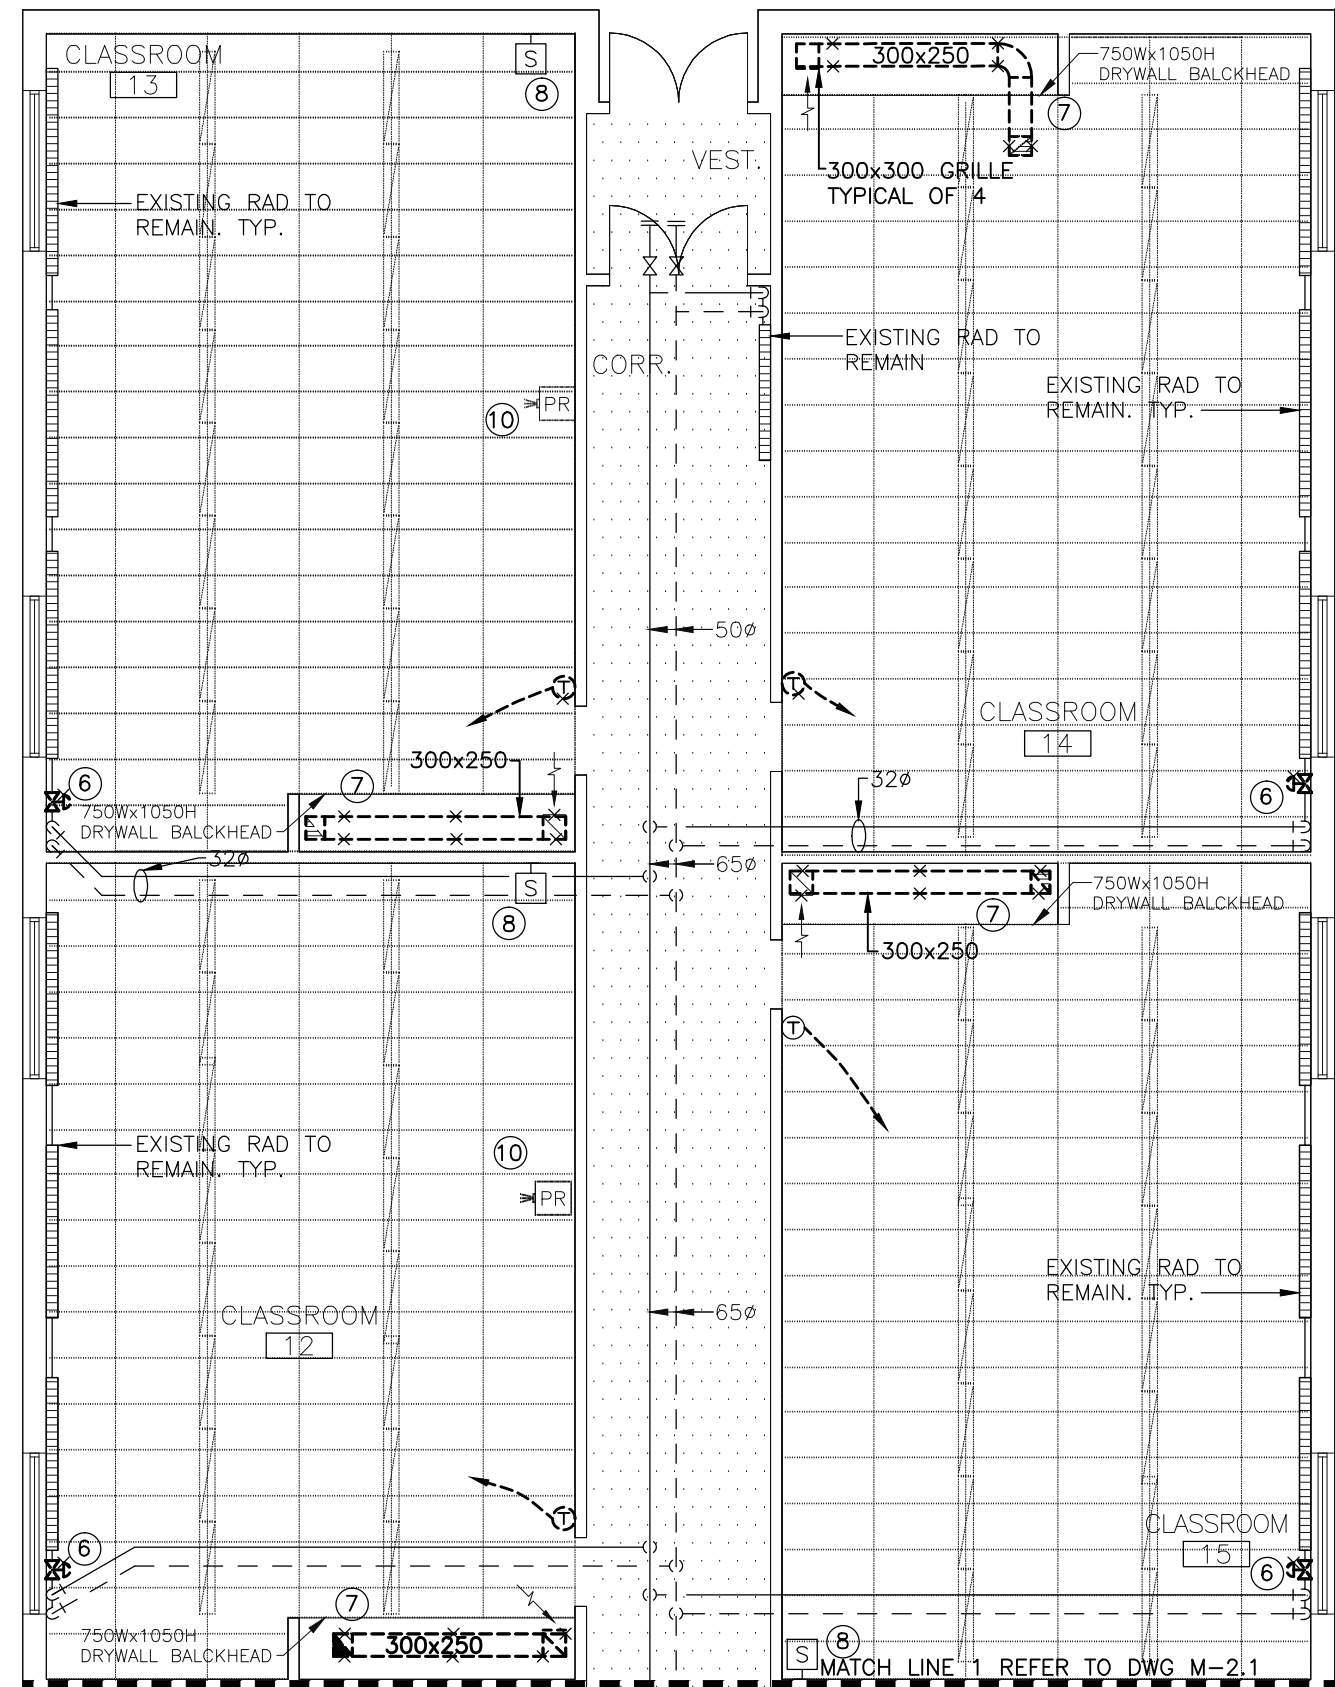 CLASSROOM
13
S
8
300x250
750Wx1050H
DRYWALL BALCKHEAD
7
VEST.
300x300 GRILLE
TYPICAL OF 4
EXISTING RAD TO
REMAIN. TYP.
CORR.
EXISTING RAD TO
REMAIN
EXISTING RAD TO
REMAIN. TYP.
10
PR
50ø
T
T
CLASSROOM
14
300x250
6
7
750Wx1050H
DRYWALL BALCKHEAD
32ø
6
32ø
65ø
S
8
750Wx1050H
DRYWALL BALCKHEAD
7
300x250
T
EXISTING RAD TO
REMAIN. TYP.
10
PR
EXISTING RAD TO
REMAIN. TYP.
65ø
CLASSROOM
12
T
CLASSROOM
15
6
6
7
750Wx1050H
DRYWALL BALCKHEAD
300x250
S
8
MATCH LINE 1 REFER TO DWG M-2.1